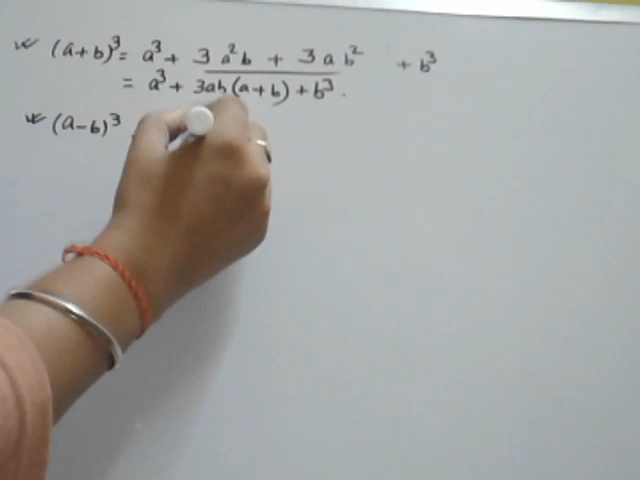 (a+b)³ = a³ + 3a²b + 3ab² + b³
= a³ + 3ab(a+b) + b³.
(a-b)³